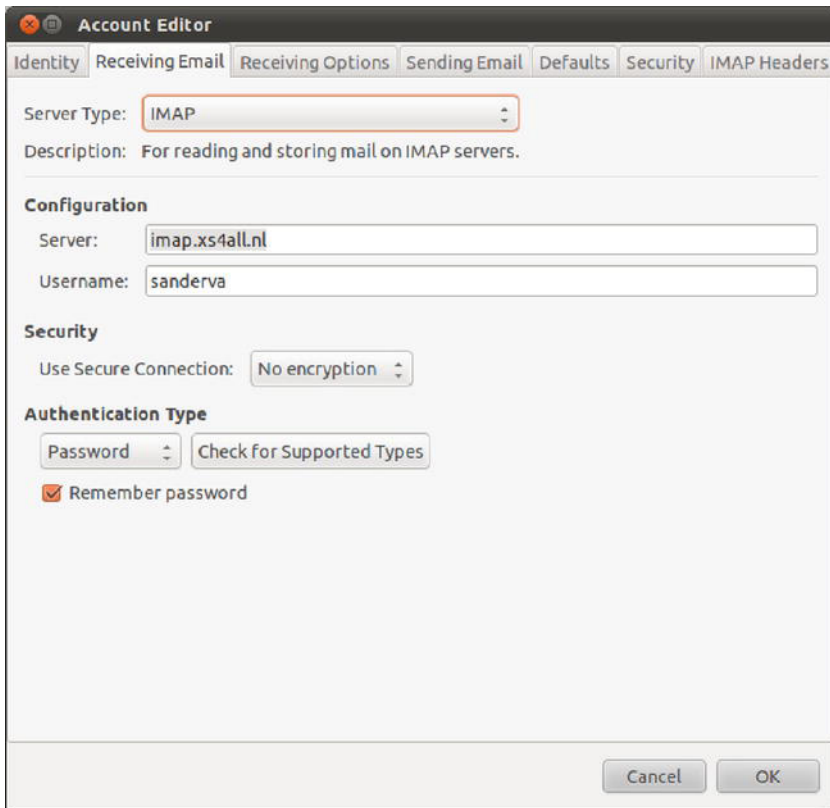 Account Editor
Identity Receiving Email Receiving Options Sending Email Defaults Security IMAP Headers
Server Type: IMAP
Description: For reading and storing mail on IMAP servers.
Configuration
Server: imap.xs4all.nl
Username: sanderva
Security
Use Secure Connection: No encryption
Authentication Type
Password Check for Supported Types
Remember password
Cancel OK